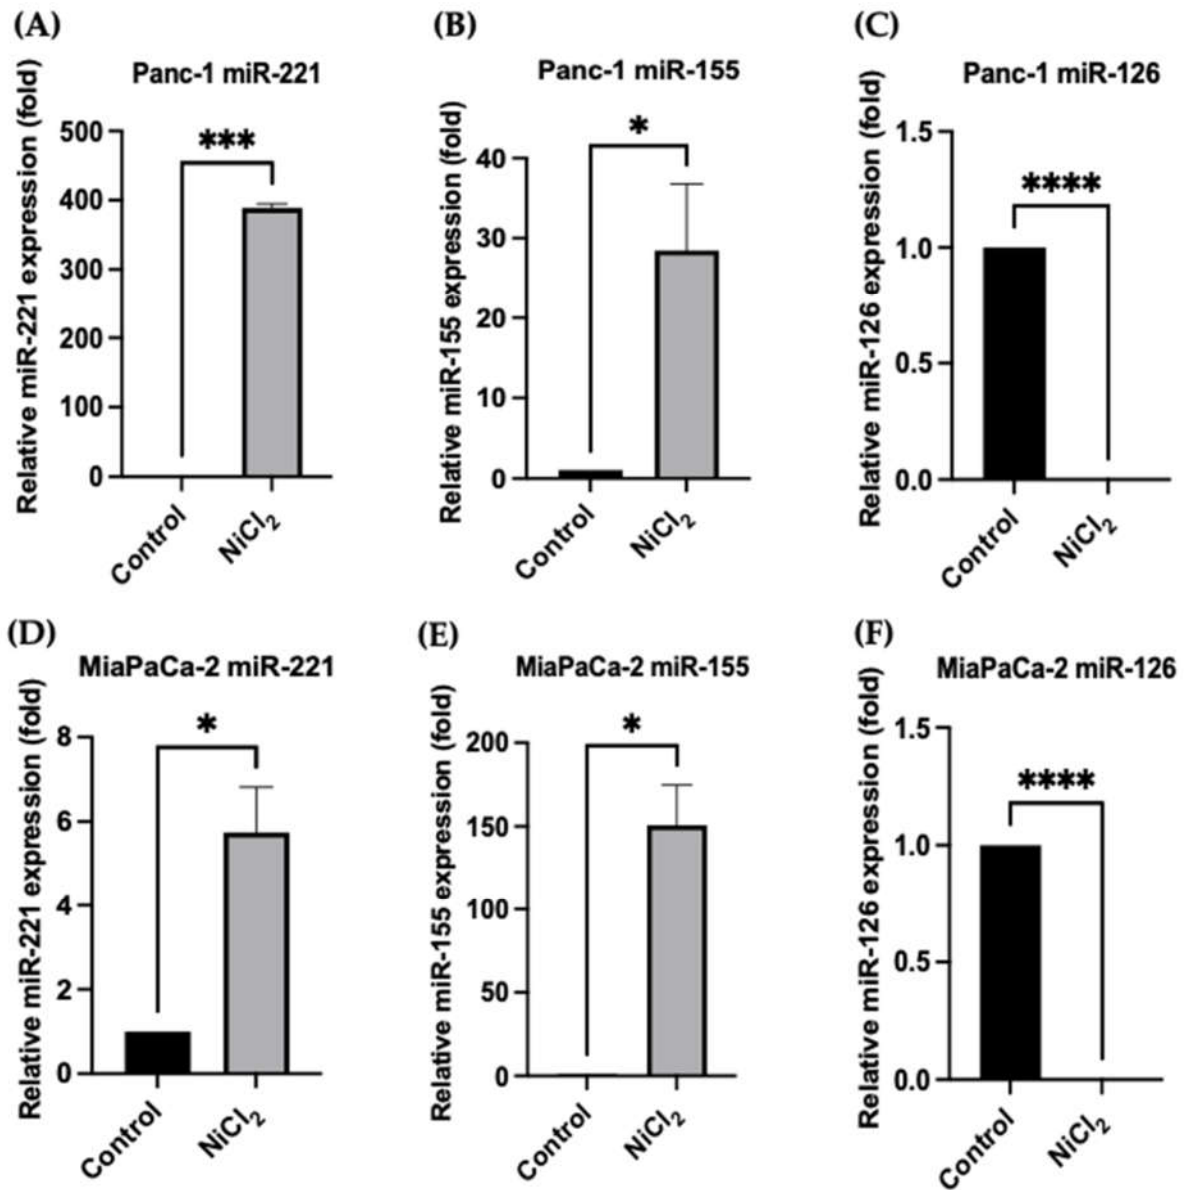 (A)
Panc-1 miR-221
Relative miR-221 expression (fold)
500
400
300
200
100
0
***
Control
NiCl₂
(B)
Panc-1 miR-155
Relative miR-155 expression (fold)
40
30
20
10
0
*
Control
NiCl₂
(C)
Panc-1 miR-126
Relative miR-126 expression (fold)
1.5
1.0
0.5
0.0
****
Control
NiCl₂
(D)
MiaPaCa-2 miR-221
Relative miR-221 expression (fold)
8
6
4
2
0
*
Control
NiCl₂
(E)
MiaPaCa-2 miR-155
Relative miR-155 expression (fold)
200
150
100
50
0
*
Control
NiCl₂
(F)
MiaPaCa-2 miR-126
Relative miR-126 expression (fold)
1.5
1.0
0.5
0.0
****
Control
NiCl₂